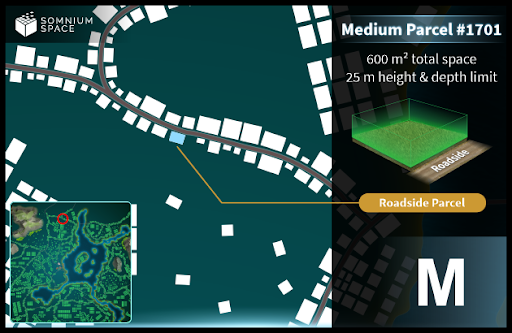 SOMNIUM
SPACE
Medium Parcel #1701
600 m² total space
25 m height & depth limit
Roadside
Roadside Parcel
M